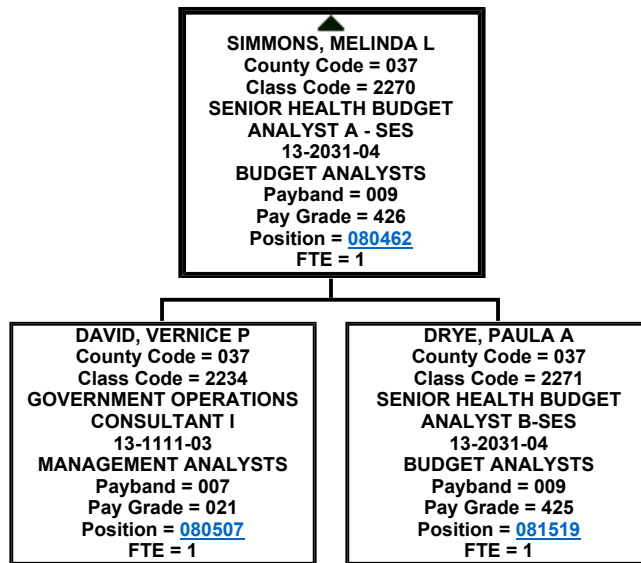 SIMMONS, MELINDA L
County Code = 037
Class Code = 2270
SENIOR HEALTH BUDGET
ANALYST A - SES
13-2031-04
BUDGET ANALYSTS
Payband = 009
Pay Grade = 426
Position = 080462
FTE = 1
DAVID, VERNICE P
County Code = 037
Class Code = 2234
GOVERNMENT OPERATIONS
CONSULTANT I
13-1111-03
MANAGEMENT ANALYSTS
Payband = 007
Pay Grade = 021
Position = 080507
FTE = 1
DRYE, PAULA A
County Code = 037
Class Code = 2271
SENIOR HEALTH BUDGET
ANALYST B-SES
13-2031-04
BUDGET ANALYSTS
Payband = 009
Pay Grade = 425
Position = 081519
FTE = 1